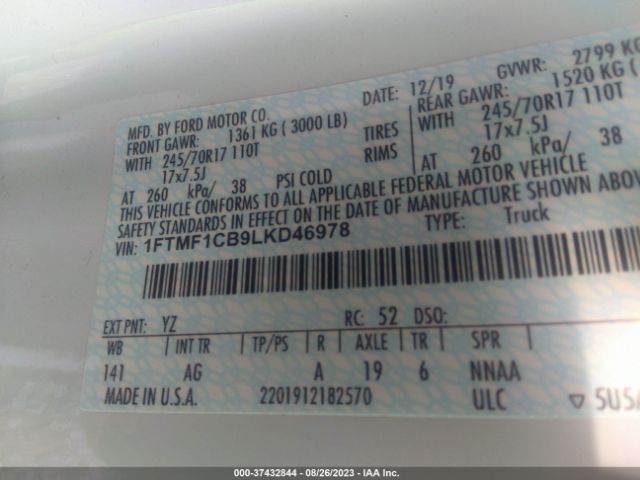 MFD. BY FORD MOTOR CO. DATE: 12/19 GVWR: 2799 KG
FRONT GAWR: 1361 KG ( 3000 LB) REAR GAWR: 1520 KG (
WITH 245/70R17 110T TIRES WITH 245/70R17 110T
17x7.5J RIMS 17x7.5J
AT 260 kPa/ 38 PSI COLD AT 260 kPa/ 38
THIS VEHICLE CONFORMS TO ALL APPLICABLE FEDERAL MOTOR VEHICLE
SAFETY STANDARDS IN EFFECT ON THE DATE OF MANUFACTURE SHOWN ABOV
VIN: 1FTMF1CB9LKD46978 TYPE: Truck
EXT PNT: YZ RC: 52 DSO:
WB INT TR TP/PS R AXLE TR SPR
141 AG A 19 6 NNAA
MADE IN U.S.A. 2201912182570 ULC ▽ 5U5A
000-37432844 - 08/26/2023 - IAA Inc.